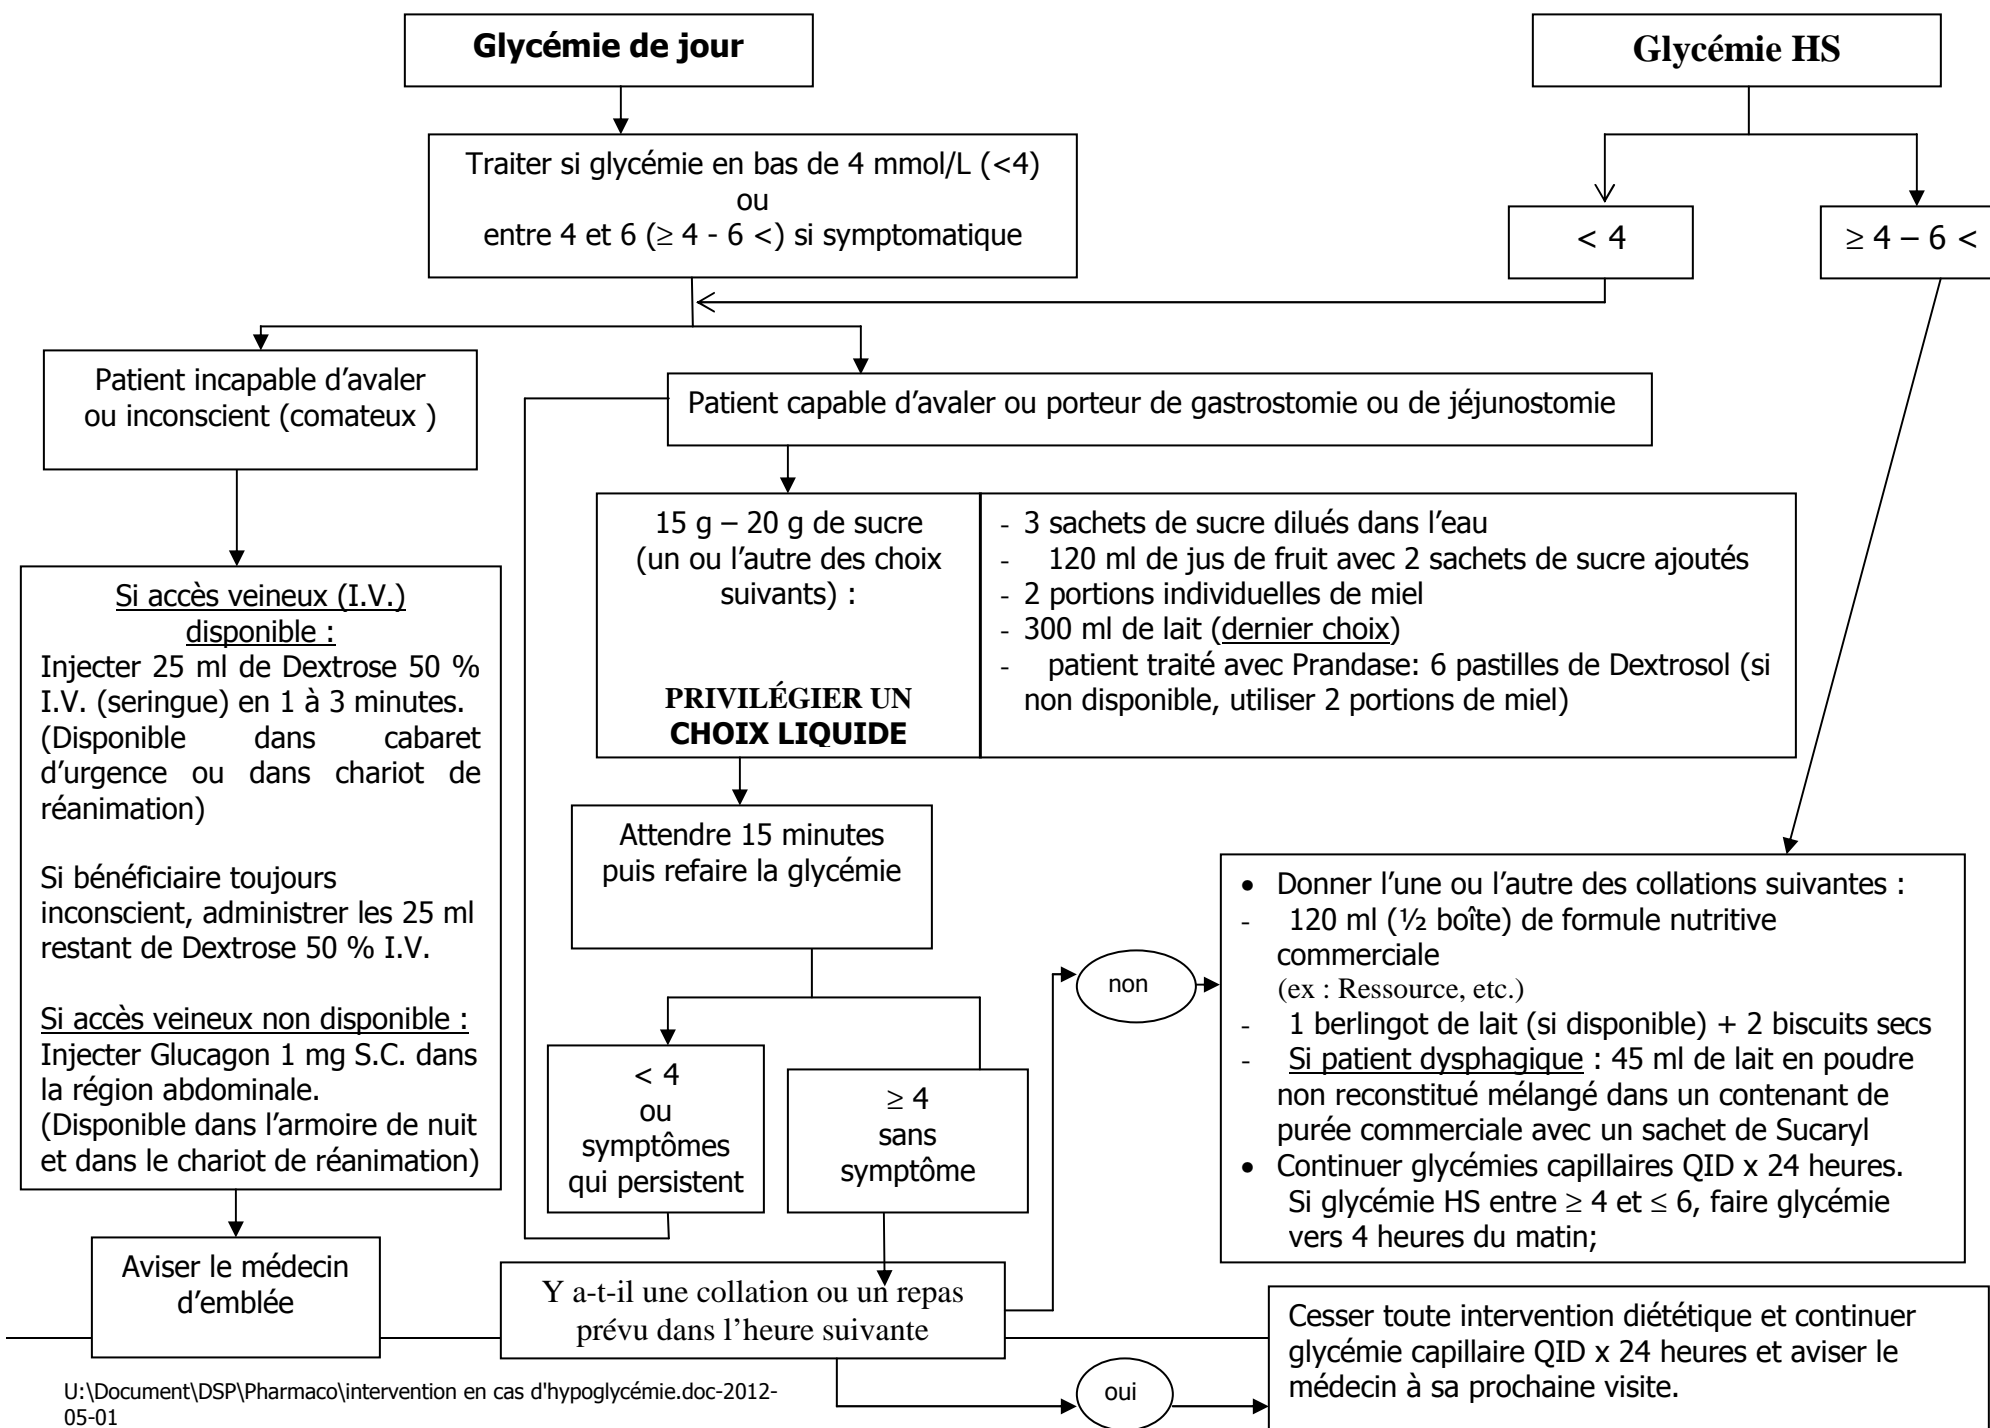 Glycémie de jour
Glycémie HS
Traiter si glycémie en bas de 4 mmol/L (<4)
ou
entre 4 et 6 (≥ 4 - 6 <) si symptomatique
< 4
≥ 4 – 6 <
Patient incapable d’avaler
ou inconscient (comateux )
Patient capable d’avaler ou porteur de gastrostomie ou de jéjunostomie
Si accès veineux (I.V.)
disponible :
Injecter 25 ml de Dextrose 50 %
I.V. (seringue) en 1 à 3 minutes.
(Disponible dans cabaret
d’urgence ou dans chariot de
réanimation)
Si bénéficiaire toujours
inconscient, administrer les 25 ml
restant de Dextrose 50 % I.V.
Si accès veineux non disponible :
Injecter Glucagon 1 mg S.C. dans
la région abdominale.
(Disponible dans l’armoire de nuit
et dans le chariot de réanimation)
Aviser le médecin
d’emblée
15 g – 20 g de sucre
(un ou l’autre des choix
suivants) :
PRIVILÉGIER UN
CHOIX LIQUIDE
- 3 sachets de sucre dilués dans l’eau
- 120 ml de jus de fruit avec 2 sachets de sucre ajoutés
- 2 portions individuelles de miel
- 300 ml de lait (dernier choix)
- patient traité avec Prandase: 6 pastilles de Dextrosol (si
non disponible, utiliser 2 portions de miel)
Attendre 15 minutes
puis refaire la glycémie
< 4
ou
symptômes
qui persistent
≥ 4
sans
symptôme
Y a-t-il une collation ou un repas
prévu dans l’heure suivante
non
• Donner l’une ou l’autre des collations suivantes :
- 120 ml (½ boîte) de formule nutritive
commerciale
(ex : Ressource, etc.)
- 1 berlingot de lait (si disponible) + 2 biscuits secs
- Si patient dysphagique : 45 ml de lait en poudre
non reconstitué mélangé dans un contenant de
purée commerciale avec un sachet de Sucaryl
• Continuer glycémies capillaires QID x 24 heures.
Si glycémie HS entre ≥ 4 et ≤ 6, faire glycémie
vers 4 heures du matin;
oui
Cesser toute intervention diététique et continuer
glycémie capillaire QID x 24 heures et aviser le
médecin à sa prochaine visite.
U:\Document\DSP\Pharmaco\intervention en cas d'hypoglycémie.doc-2012-
05-01